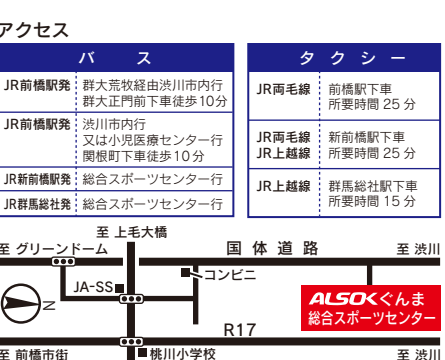 アクセス
バス
JR前橋駅発 群大荒牧経由渋川市内行
群大正門前下車徒歩10分
JR前橋駅発 渋川市内行
又は小児医療センター行
関根町下車徒歩10分
JR新前橋駅発 総合スポーツセンター行
JR群馬総社発 総合スポーツセンター行
タクシー
JR両毛線 前橋駅下車
所要時間 25 分
JR両毛線 新前橋駅下車
JR上越線 所要時間 25 分
JR上越線 群馬総社駅下車
所要時間 15 分
至 上毛大橋
至 グリーンドーム
国体道路
至 渋川
コンビニ
JA-SS
N
ALSOKぐんま
総合スポーツセンター
R17
至 前橋市街
桃川小学校
至 渋川